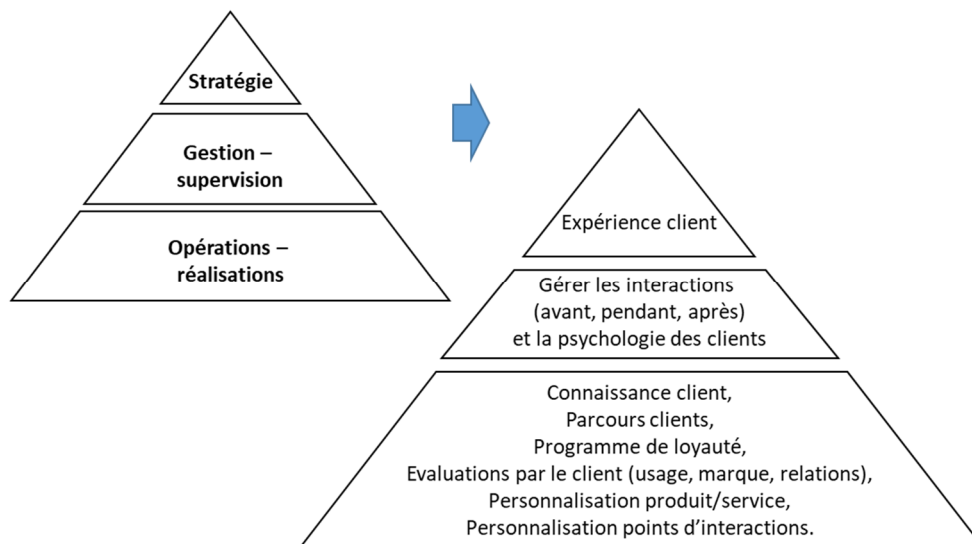 Stratégie
Gestion –
supervision
Opérations –
réalisations
Expérience client
Gérer les interactions
(avant, pendant, après)
et la psychologie des clients
Connaissance client,
Parcours clients,
Programme de loyauté,
Evaluations par le client (usage, marque, relations),
Personnalisation produit/service,
Personnalisation points d’interactions.